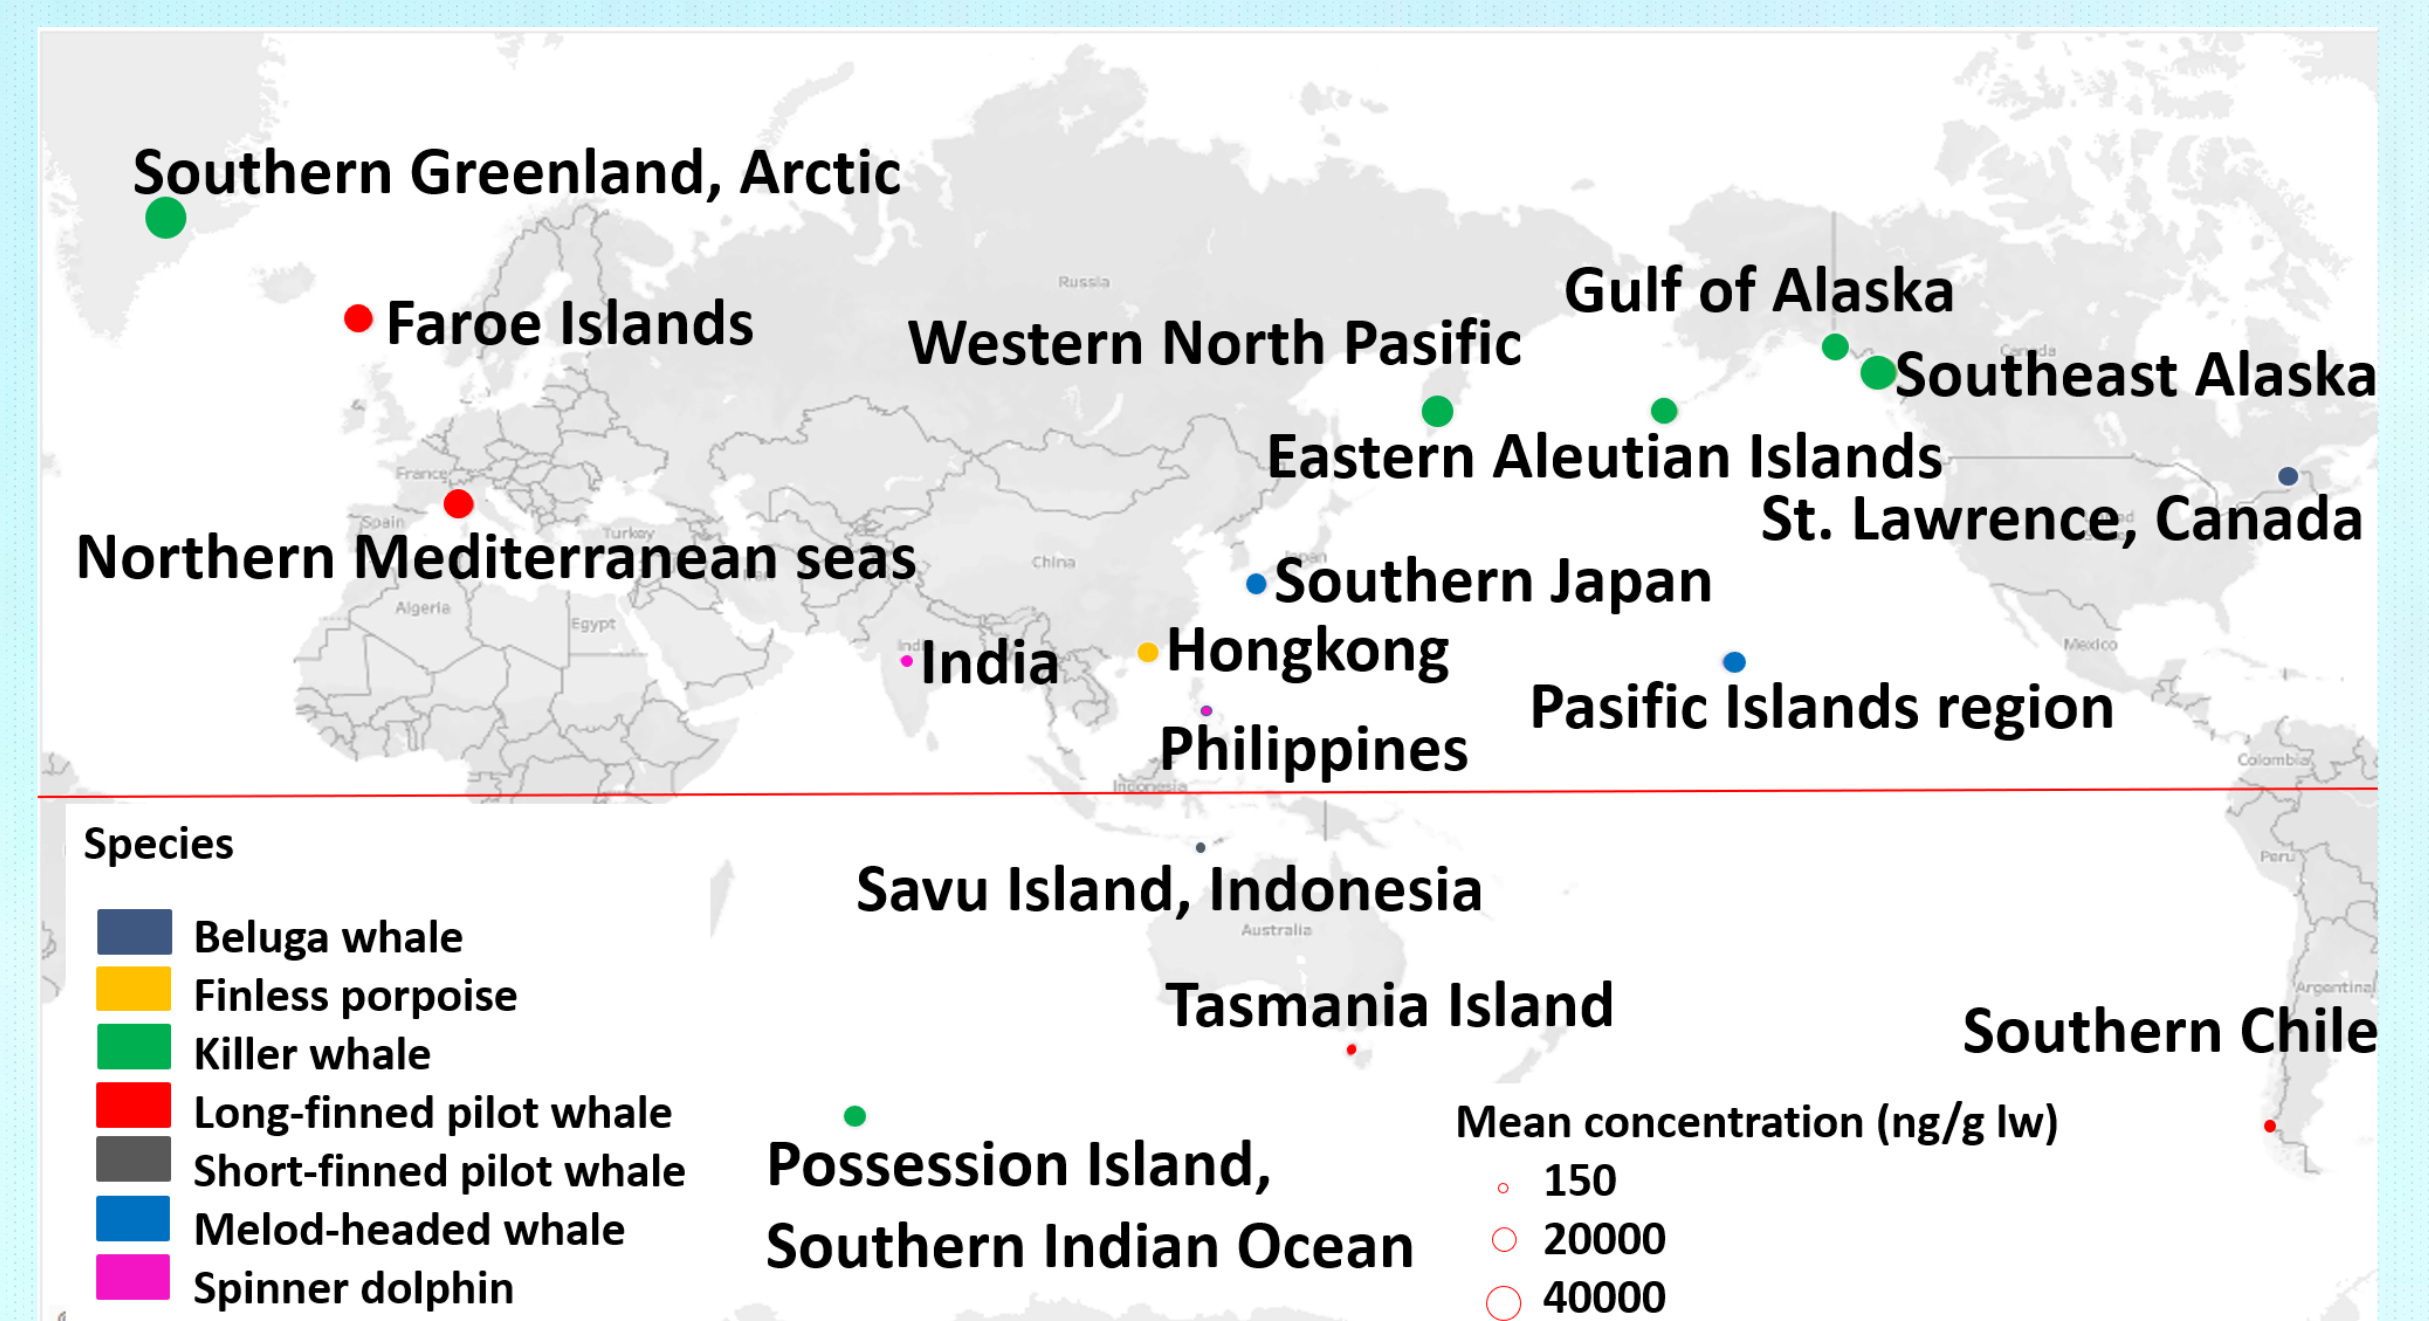 Southern Greenland, Arctic
Russia
Gulf of Alaska
Faroe Islands
Western North Pasific
Canada
Southeast Alaska
Eastern Aleutian Islands
France
St. Lawrence, Canada
Spain
Turkey
Northern Mediterranean seas
China
Japan
Southern Japan
Algeria
Egypt
India
India
Hongkong
Mexico
Pasific Islands region
Philippines
Colombia
Indonesia
Species
Peru
Savu Island, Indonesia
Australia
Beluga whale
Finless porpoise
Argentina
Tasmania Island
Southern Chile
Killer whale
Long-finned pilot whale
Mean concentration (ng/g lw)
Short-finned pilot whale
Possession Island,
Southern Indian Ocean
150
Melod-headed whale
20000
Spinner dolphin
40000